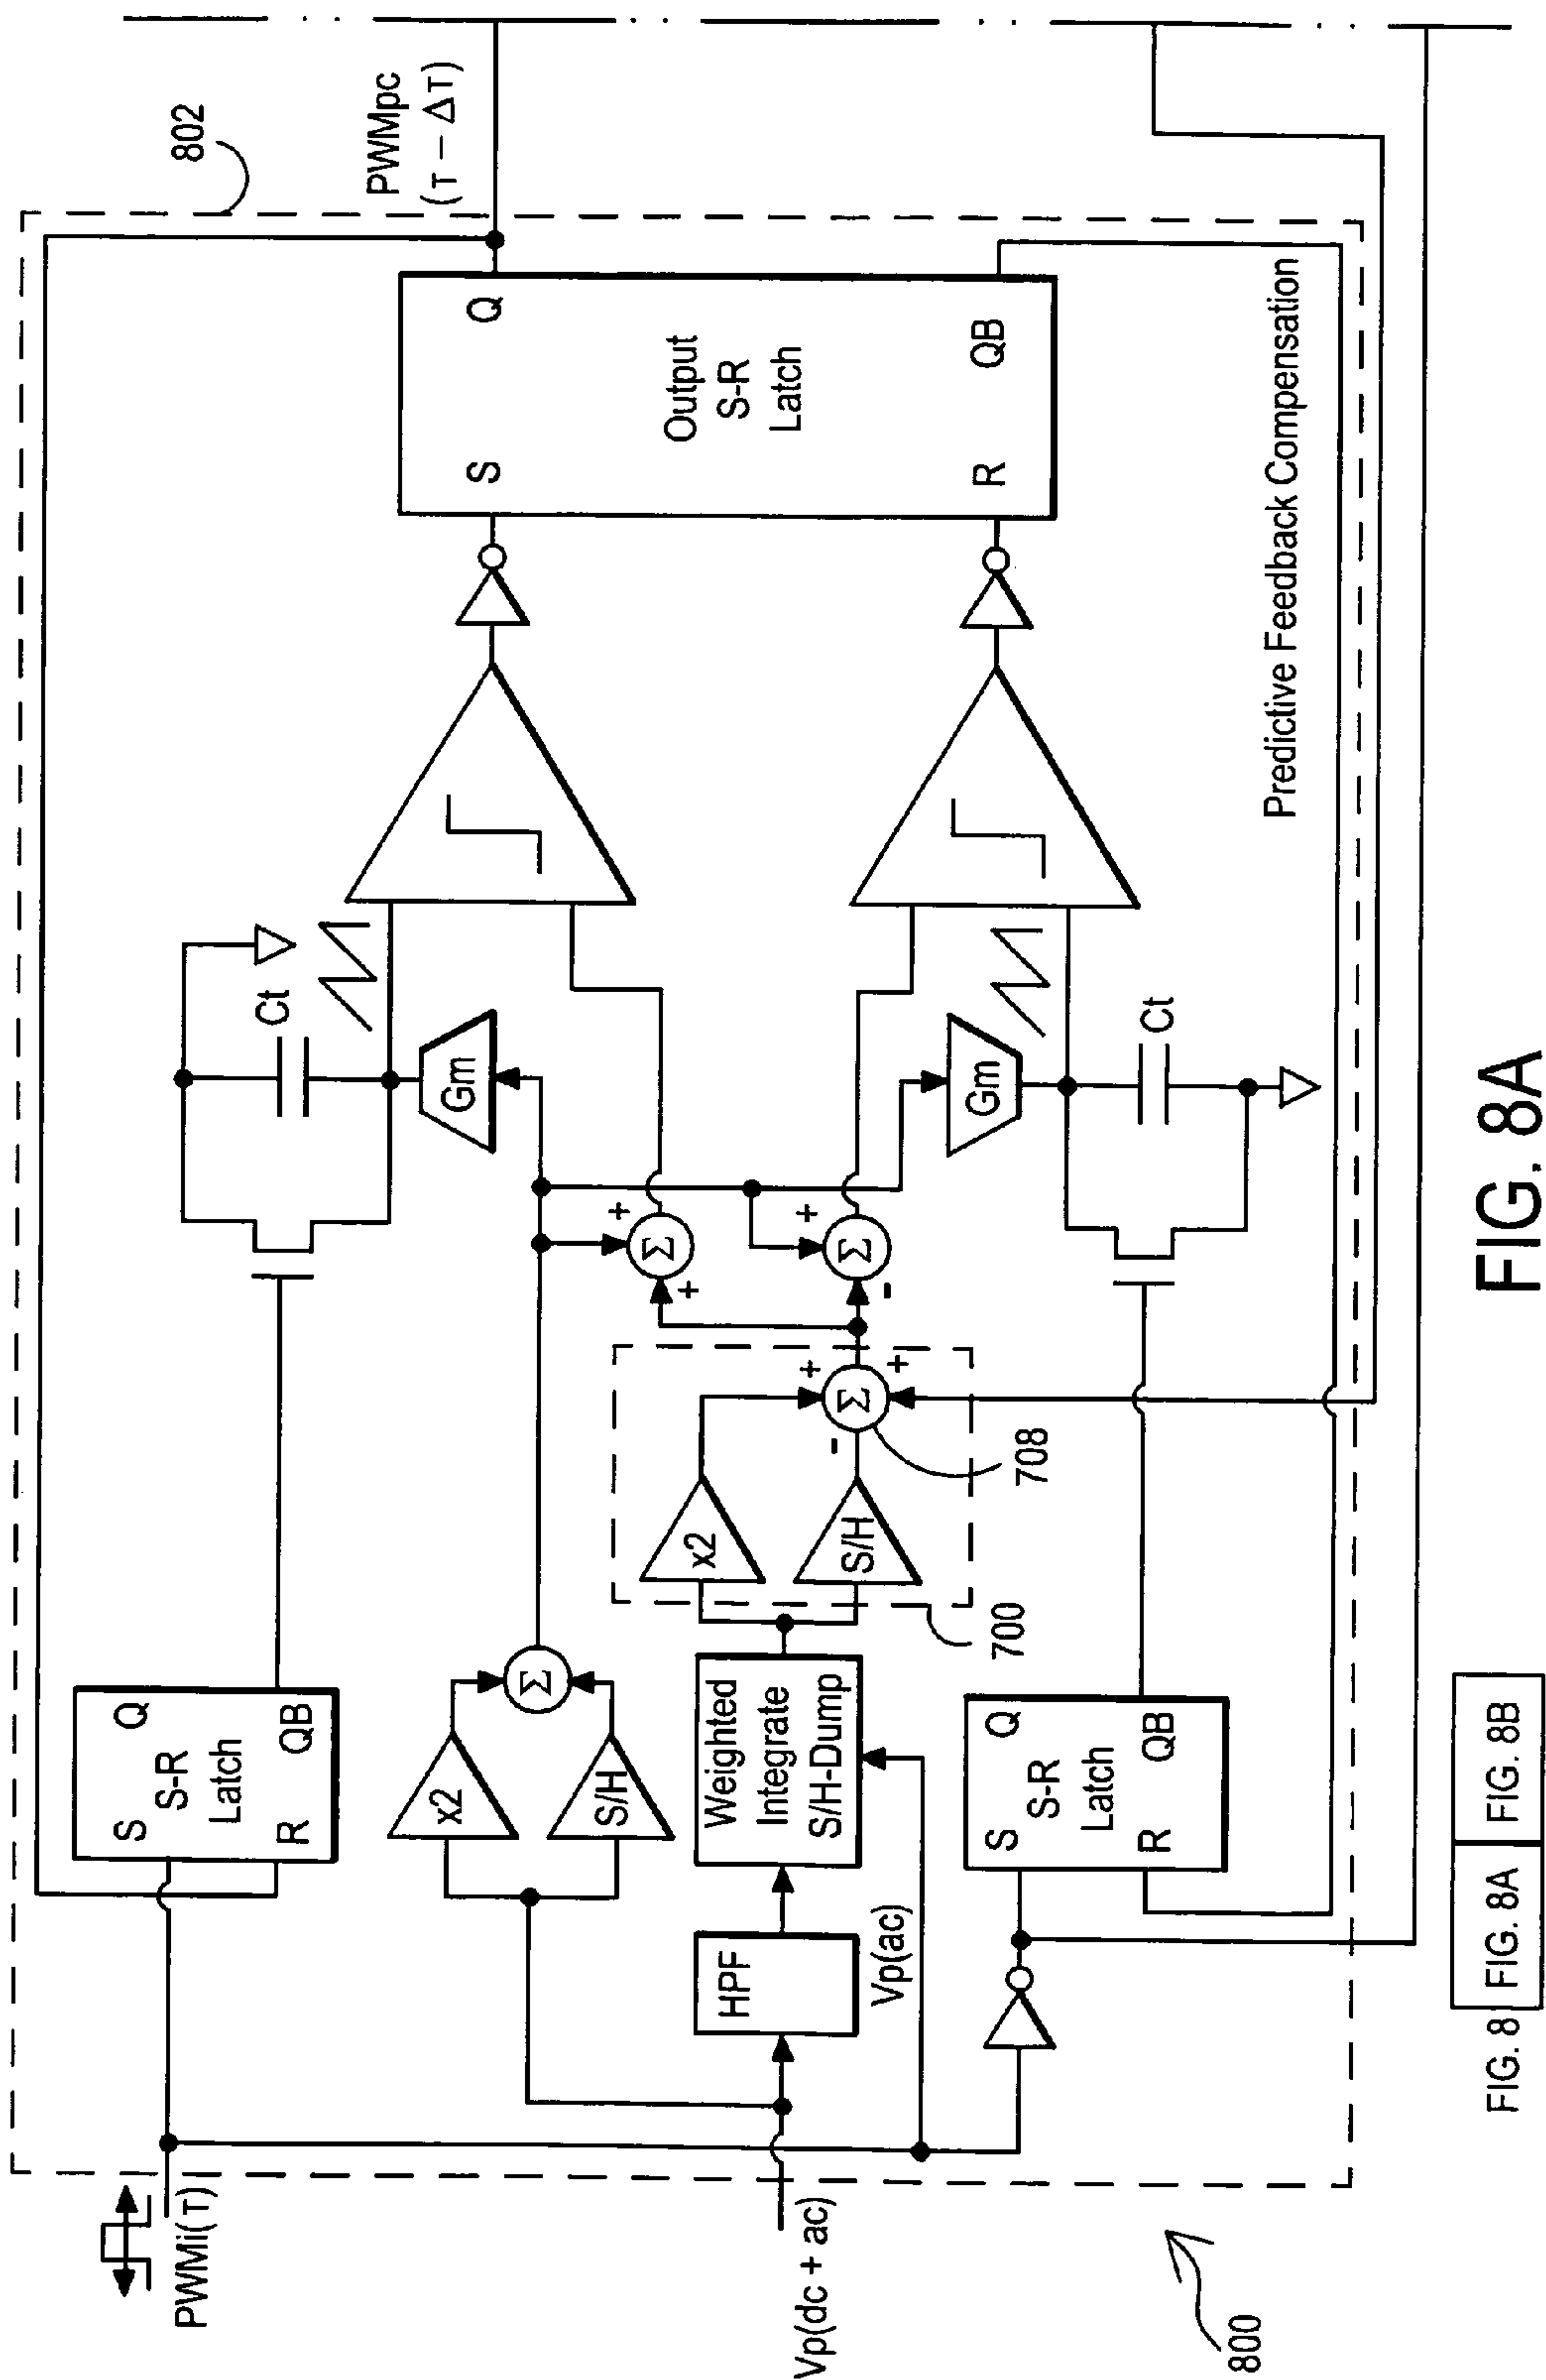 802
PWMpc
(T – ΔT)
Q
Output
S-R
Latch
S
QB
R
Predictive Feedback Compensation
Ct
Gm
Gm
Ct
+
Σ
+
+
Σ
-
+
Σ
+
-
708
x2
S/H
700
S
Q
S-R
Latch
R
QB
x2
S/H
Σ
Weighted
Integrate
S/H-Dump
HPF
Vp(ac)
S
Q
S-R
Latch
R
QB
PWMi(T)
Vp(dc + ac)
800
FIG. 8
FIG. 8A
FIG. 8B
FIG. 8A